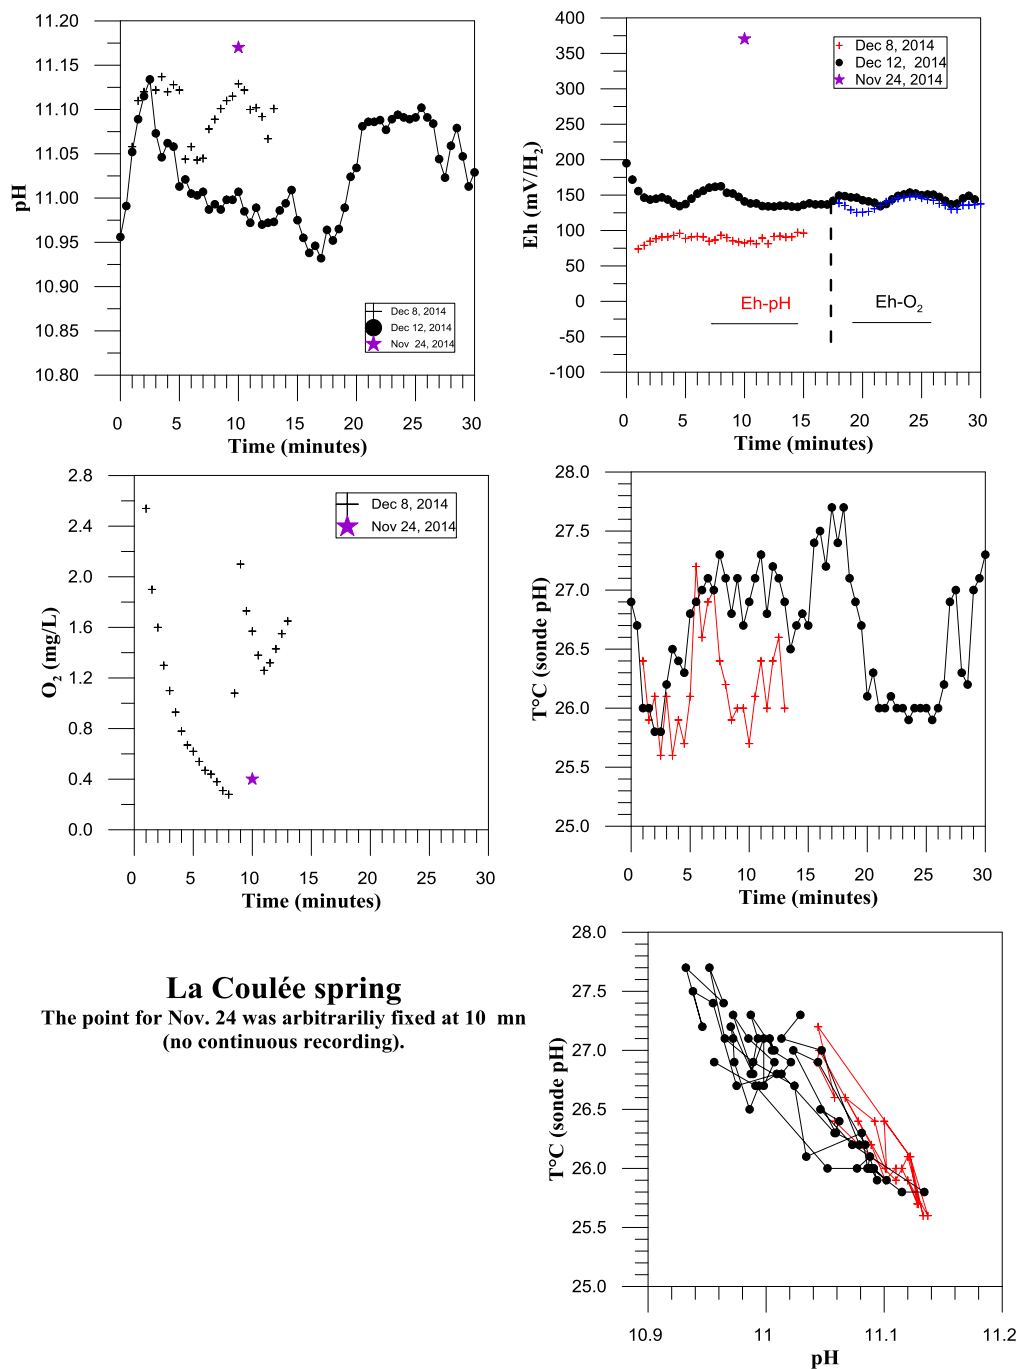 11.20
11.15
11.10
11.05
11.00
10.95
10.90
10.85
10.80
pH
Dec 8, 2014
Dec 12, 2014
Nov 24, 2014
0 5 10 15 20 25 30
Time (minutes)
400
350
300
250
200
150
100
50
0
-50
-100
Eh (mV/H2)
Dec 8, 2014
Dec 12, 2014
Nov 24, 2014
Eh-pH
Eh-O2
0 5 10 15 20 25 30
Time (minutes)
2.8
2.4
2.0
1.6
1.2
0.8
0.4
0.0
O2 (mg/L)
Dec 8, 2014
Nov 24, 2014
0 5 10 15 20 25 30
Time (minutes)
28.0
27.5
27.0
26.5
26.0
25.5
25.0
T°C (sonde pH)
0 5 10 15 20 25 30
Time (minutes)
La Coulée spring
The point for Nov. 24 was arbitrariliy fixed at 10 mn
(no continuous recording).
28.0
27.5
27.0
26.5
26.0
25.5
25.0
T°C (sonde pH)
10.9 11 11.1 11.2
pH